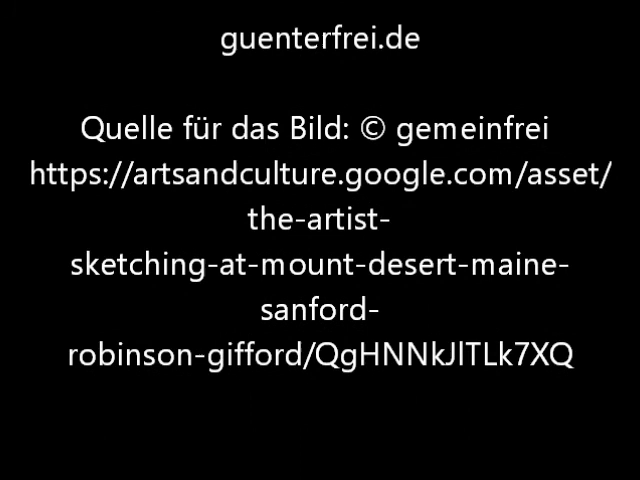 guenterfrei.de
Quelle für das Bild: © gemeinfrei
https://artsandculture.google.com/asset/
the-artist-
sketching-at-mount-desert-maine-
sanford-
robinson-gifford/QgHNNkJlTLk7XQ